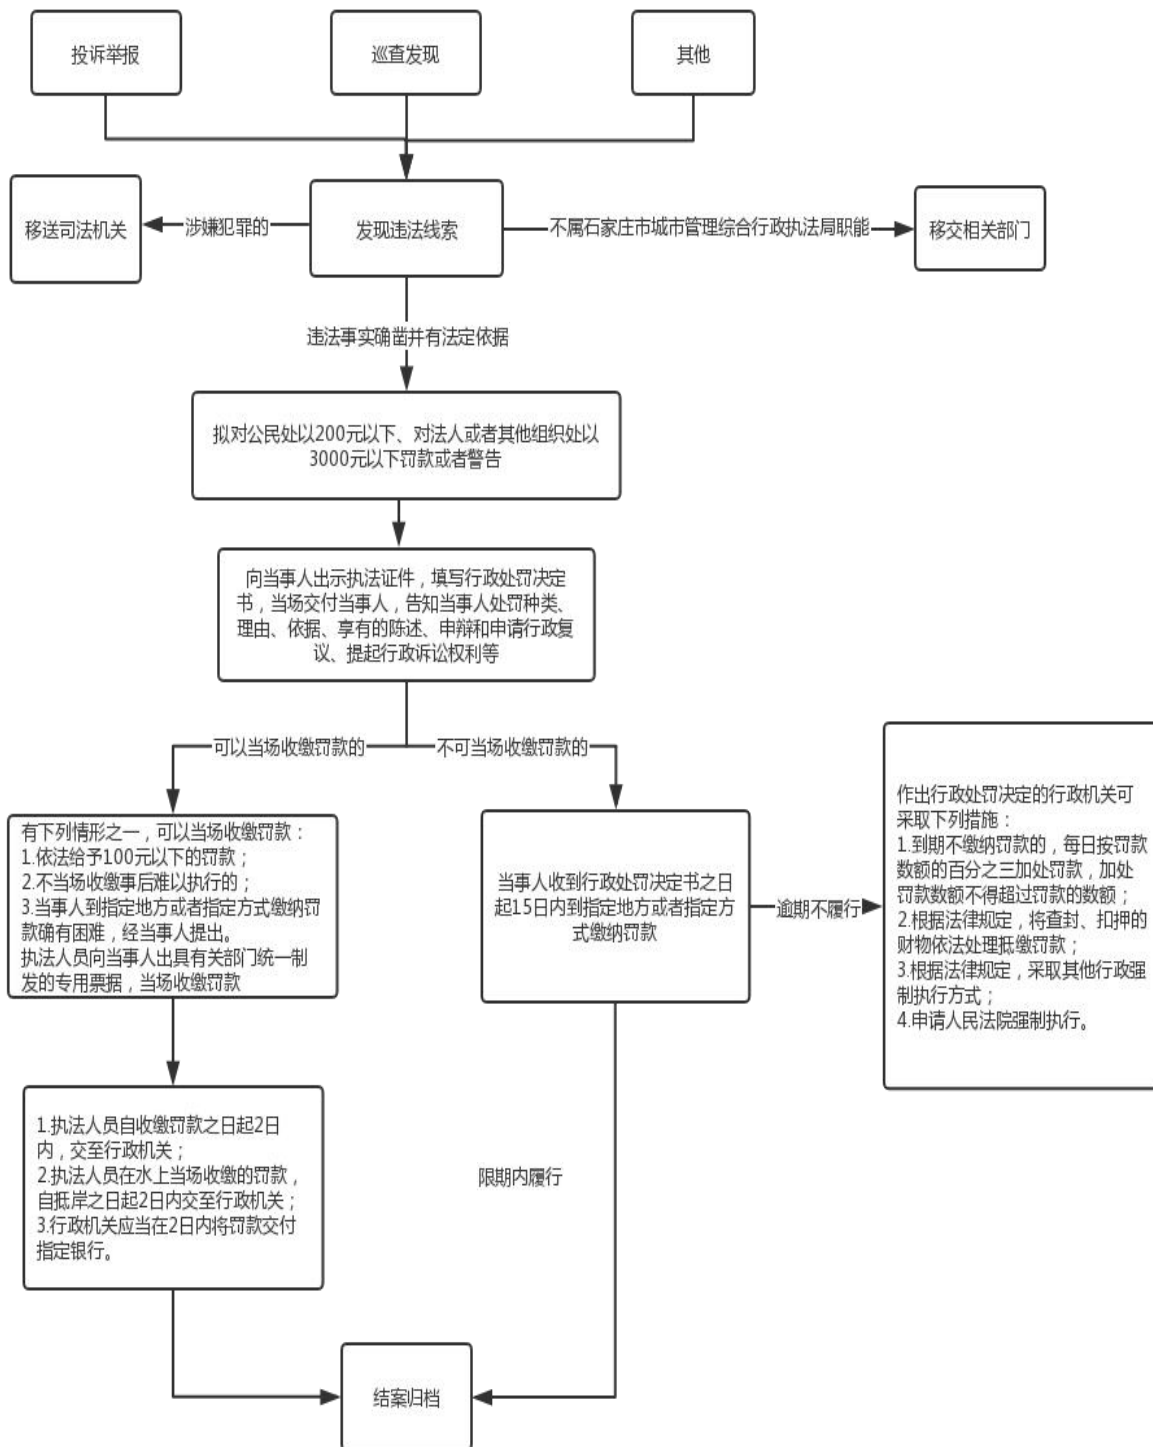 投诉举报
巡查发现
其他
移送司法机关
涉嫌犯罪的
发现违法线索
不属石家庄市城市管理综合行政执法局职能
移交相关部门
违法事实确凿并有法定依据
拟对公民处以200元以下、对法人或者其他组织处以
3000元以下罚款或者警告
向当事人出示执法证件，填写行政处罚决定
书，当场交付当事人，告知当事人处罚种类、
理由、依据、享有的陈述、申辩和申请行政复
议、提起行政诉讼权利等
可以当场收缴罚款的
不可当场收缴罚款的
有下列情形之一，可以当场收缴罚款：
1.依法给予100元以下的罚款；
2.不当场收缴事后难以执行的；
3.当事人到指定地方或者指定方式缴纳罚
款确有困难，经当事人提出。
执法人员向当事人出具有关部门统一制
发的专用票据，当场收缴罚款
当事人收到行政处罚决定书之日
起15日内到指定地方或者指定方
式缴纳罚款
逾期不履行
作出行政处罚决定的行政机关可
采取下列措施：
1.到期不缴纳罚款的，每日按罚款
数额的百分之三加处罚款，加处
罚款数额不得超过罚款的数额；
2.根据法律规定，将查封、扣押的
财物依法处理抵缴罚款；
3.根据法律规定，采取其他行政强
制执行方式；
4.申请人民法院强制执行。
1.执法人员自收缴罚款之日起2日
内，交至行政机关；
2.执法人员在水上当场收缴的罚款，
自抵岸之日起2日内交至行政机关；
3.行政机关应当在2日内将罚款交付
指定银行。
限期内履行
结案归档